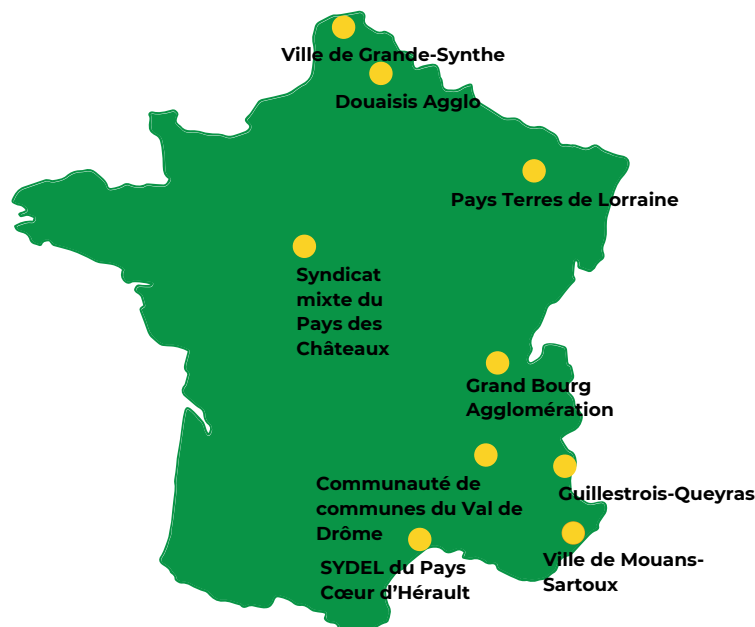 Ville de Grande-Synthe
Douaisis Agglo
Pays Terres de Lorraine
Syndicat
mixte du
Pays des
Châteaux
Grand Bourg
Agglomération
Communauté de
communes du Val de
Drôme
Guillestrois-Queyras
SYDEL du Pays
Cœur d'Hérault
Ville de Mouans-
Sartoux